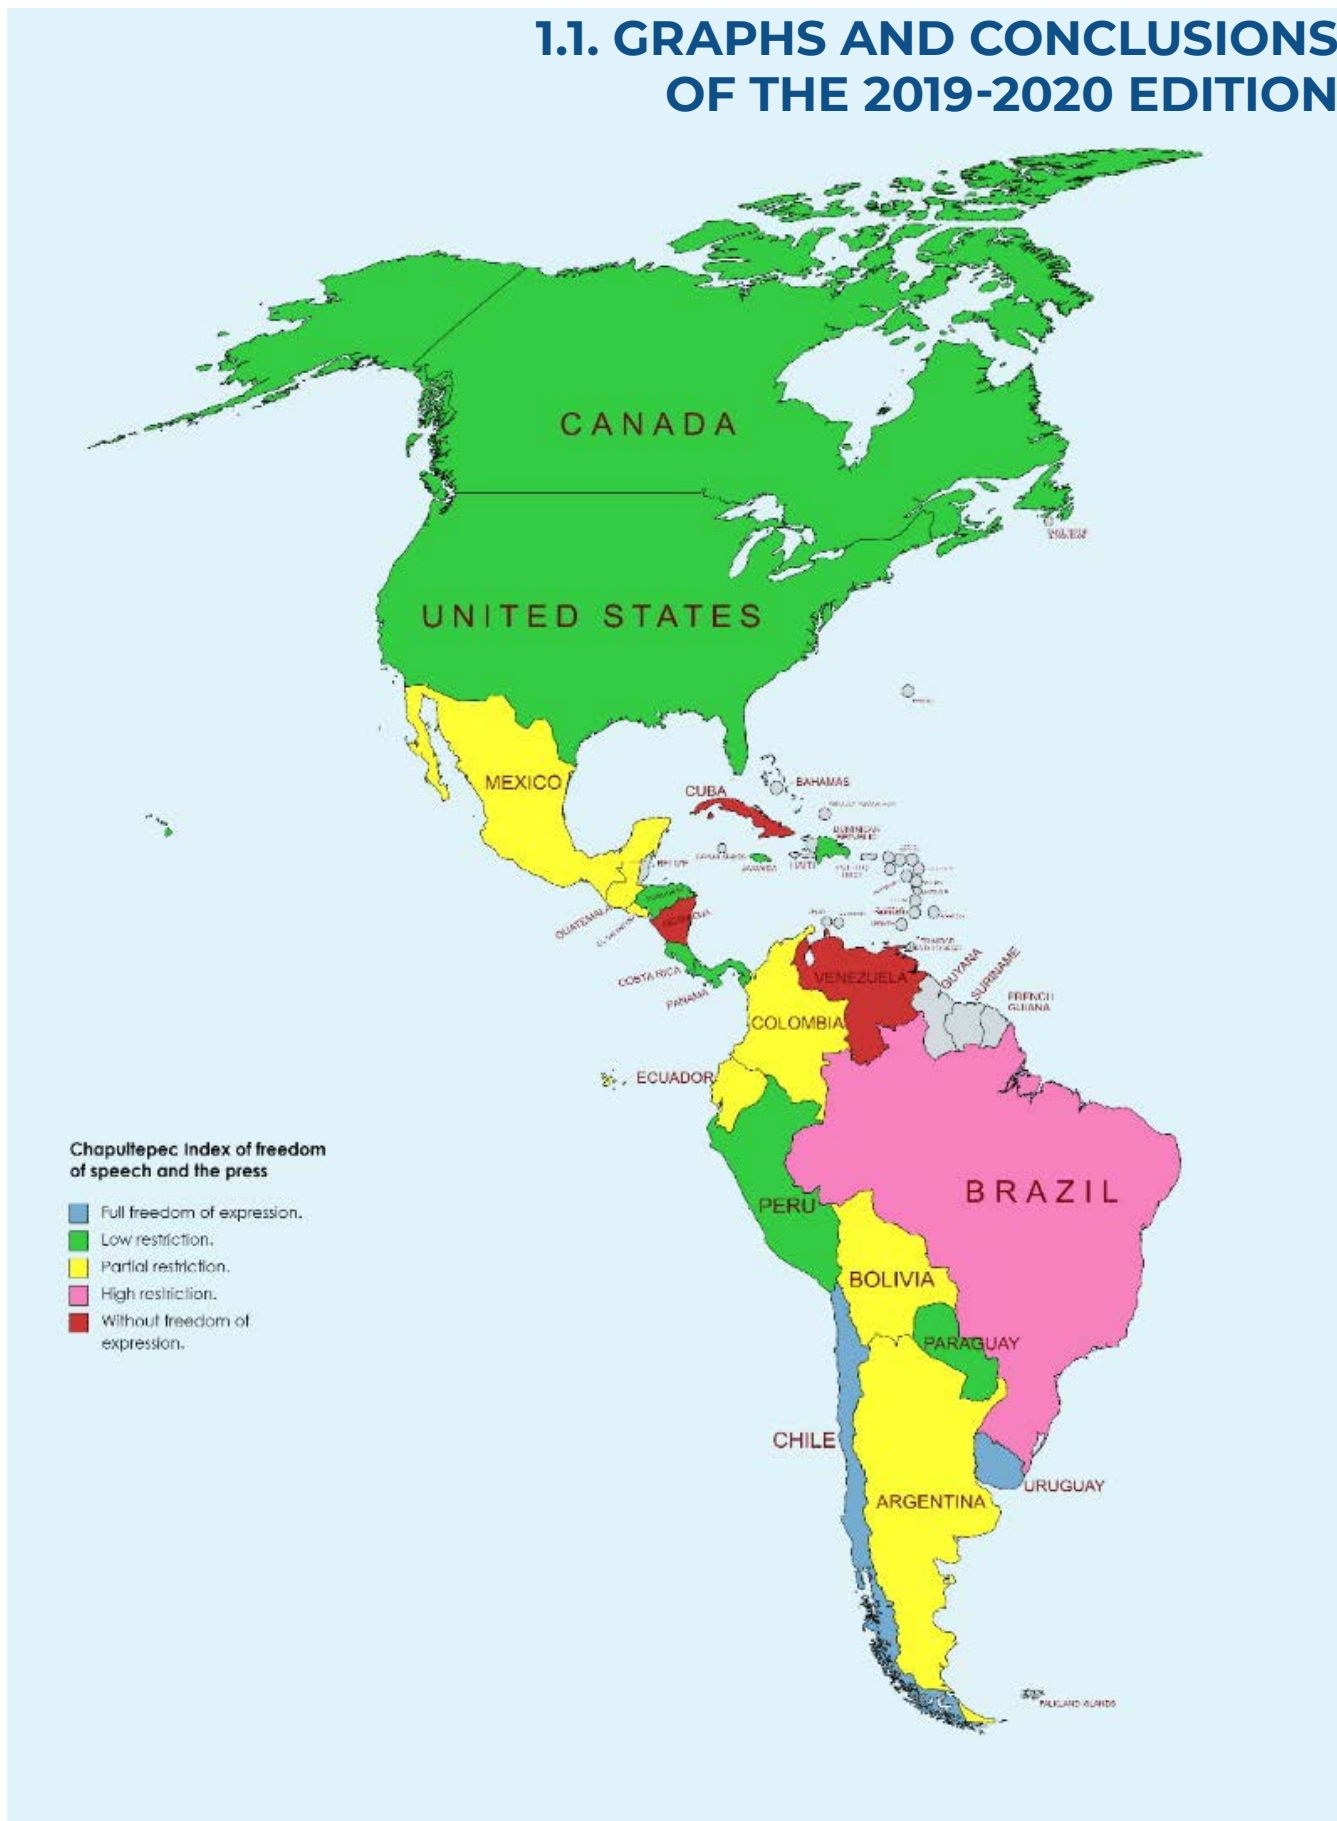 1.1. GRAPHS AND CONCLUSIONS
OF THE 2019-2020 EDITION
CANADA
UNITED STATES
MEXICO
CUBA
BAHAMAS
DOMINICAN
REPUBLIC
BELIZE
JAMAICA
HAITI
GUATEMALA
COSTA RICA
PANAMA
VENEZUELA
GUYANA
SURINAME
FRENCH
GUIANA
COLOMBIA
ECUADOR
Chapultepec Index of freedom
of speech and the press
Full freedom of expression.
Low restriction.
Partial restriction.
High restriction.
Without freedom of
expression.
PERU
BRAZIL
BOLIVIA
PARAGUAY
CHILE
URUGUAY
ARGENTINA
FALKLAND ISLANDS